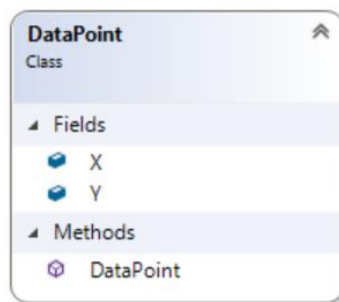 DataPoint
Class
Fields
X
Y
Methods
DataPoint